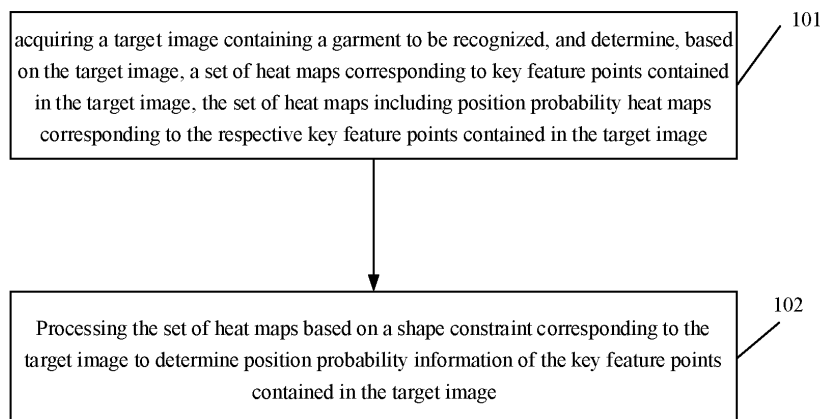 101
acquiring a target image containing a garment to be recognized, and determine, based
on the target image, a set of heat maps corresponding to key feature points contained
in the target image, the set of heat maps including position probability heat maps
corresponding to the respective key feature points contained in the target image
102
Processing the set of heat maps based on a shape constraint corresponding to the
target image to determine position probability information of the key feature points
contained in the target image